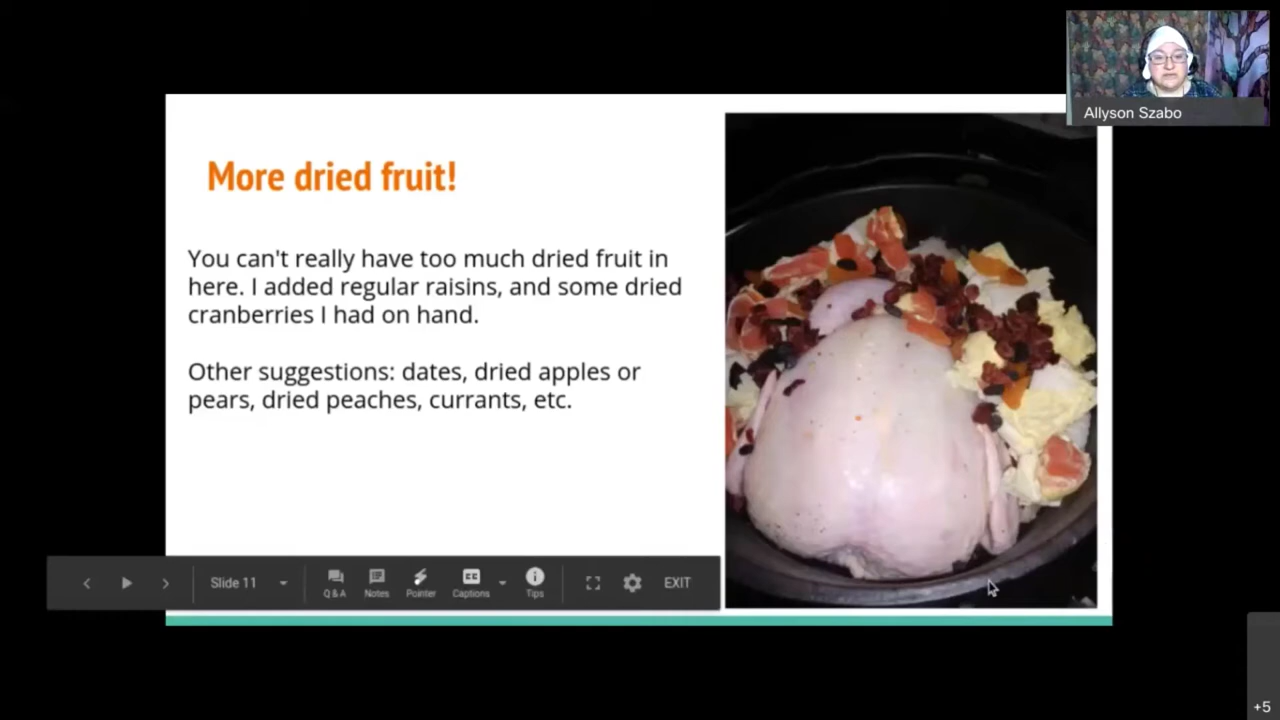 Allyson Szabo
More dried fruit!
You can't really have too much dried fruit in
here. I added regular raisins, and some dried
cranberries I had on hand.
Other suggestions: dates, dried apples or
pears, dried peaches, currants, etc.
Slide 11
Q & A
Notes
Pointer
CC
Captions
Tips
EXIT
+5